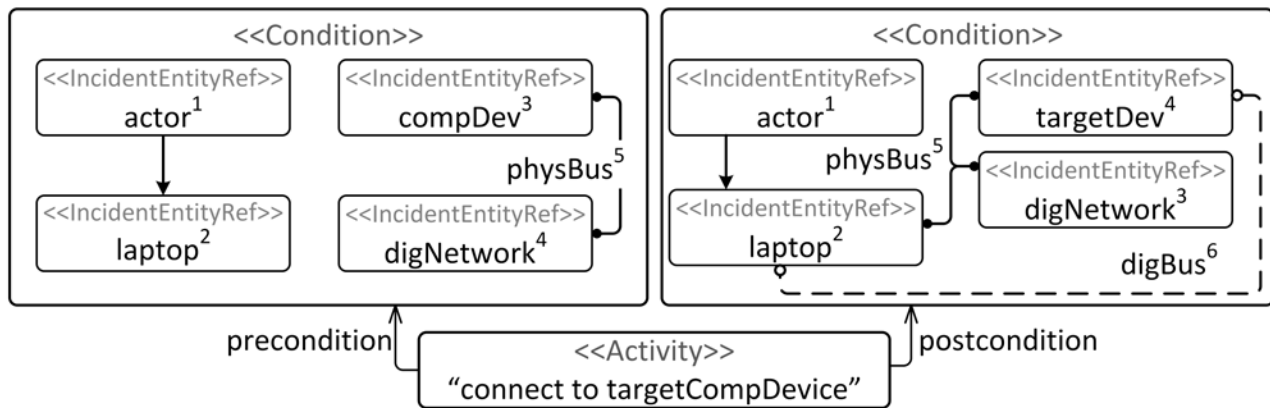 <<Condition>>
<<IncidentEntityRef>>
actor¹
<<IncidentEntityRef>>
compDev³
physBus⁵
<<IncidentEntityRef>>
laptop²
<<IncidentEntityRef>>
digNetwork⁴
<<Condition>>
<<IncidentEntityRef>>
actor¹
<<IncidentEntityRef>>
targetDev⁴
physBus⁵
<<IncidentEntityRef>>
digNetwork³
<<IncidentEntityRef>>
laptop²
digBus⁶
precondition
<<Activity>>
“connect to targetCompDevice”
postcondition